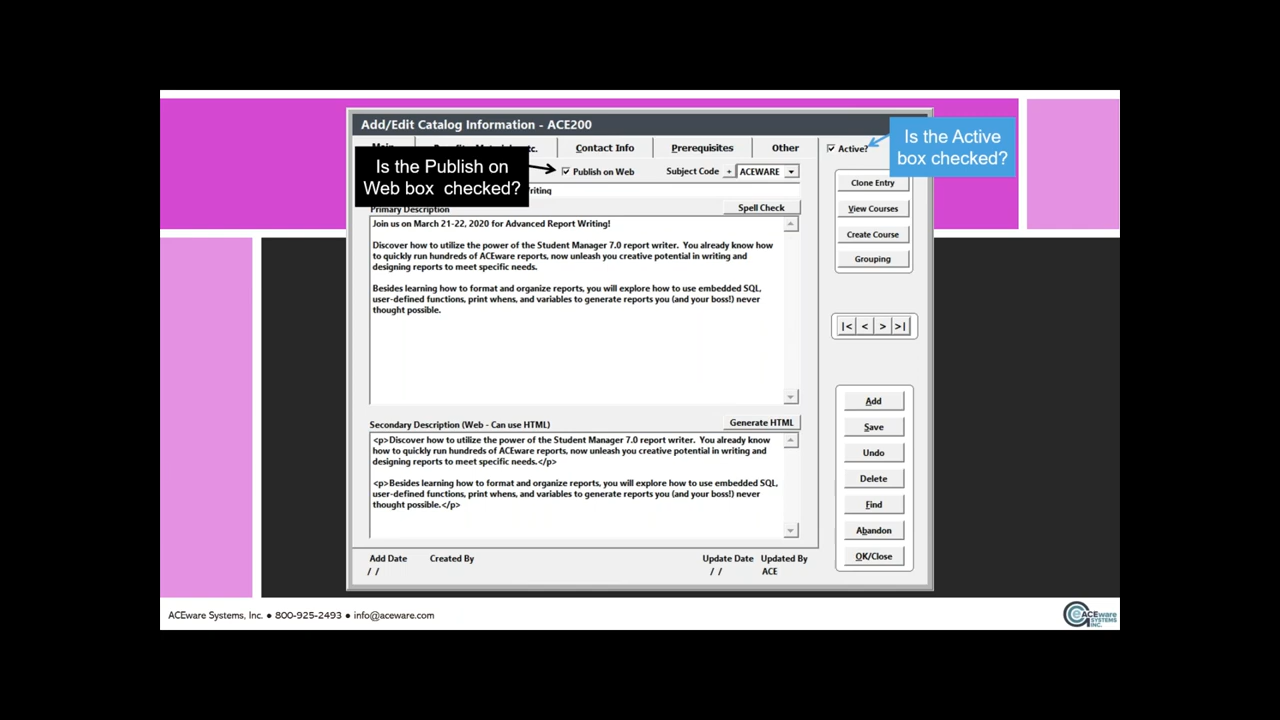 Add/Edit Catalog Information - ACE200
Contact Info
Prerequisites
Other
Active?
Is the Active
box checked?
Is the Publish on
Web box checked?
Publish on Web
Subject Code
+
ACEWARE
Primary Description
Spell Check
Join us on March 21-22, 2020 for Advanced Report Writing!
Discover how to utilize the power of the Student Manager 7.0 report writer. You already know how
to quickly run hundreds of ACEware reports, now unleash you creative potential in writing and
designing reports to meet specific needs.
Besides learning how to format and organize reports, you will explore how to use embedded SQL,
user-defined functions, print whens, and variables to generate reports you (and your boss!) never
thought possible.
Secondary Description (Web - Can use HTML)
Generate HTML
<p>Discover how to utilize the power of the Student Manager 7.0 report writer. You already know
how to quickly run hundreds of ACEware reports, now unleash you creative potential in writing and
designing reports to meet specific needs.</p>
<p>Besides learning how to format and organize reports, you will explore how to use embedded SQL,
user-defined functions, print whens, and variables to generate reports you (and your boss!) never
thought possible.</p>
Add Date
Created By
Update Date
Updated By
/ /
/ /
ACE
Clone Entry
View Courses
Create Course
Grouping
|< < > >|
Add
Save
Undo
Delete
Find
Abandon
OK/Close
ACEware Systems, Inc. ● 800-925-2493 ● info@aceware.com
ACEware
SYSTEMS
INC.